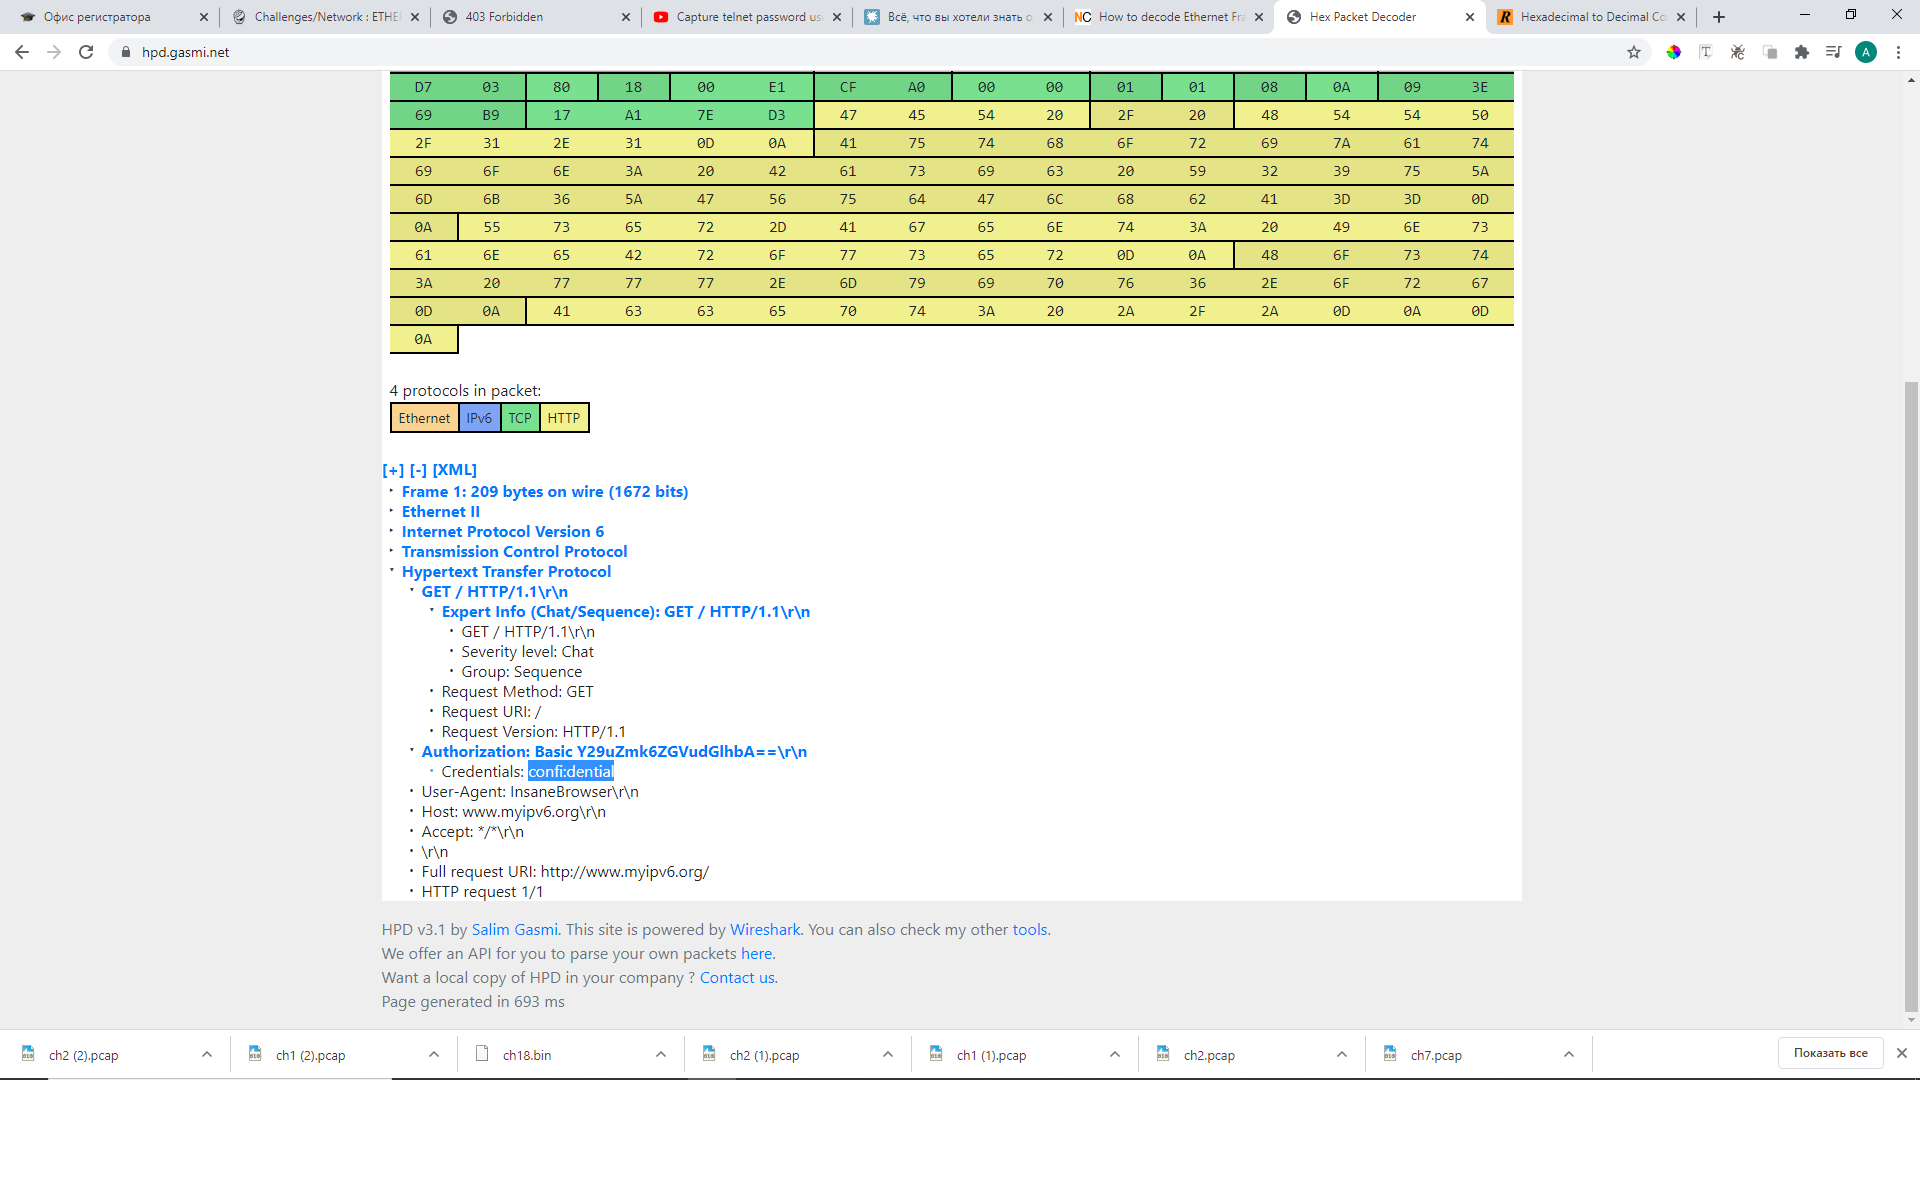 Офис регистратора
Challenges/Network : ETHE
403 Forbidden
Capture telnet password us
Всё, что вы хотели знать о
NC How to decode Ethernet Fra
Hex Packet Decoder
R Hexadecimal to Decimal Co
hpd.gasmi.net
A
D7 03 80 18 00 E1 CF A0 00 00 01 01 08 0A 09 3E
69 B9 17 A1 7E D3 47 45 54 20 2F 20 48 54 54 50
2F 31 2E 31 0D 0A 41 75 74 68 6F 72 69 7A 61 74
69 6F 6E 3A 20 42 61 73 69 63 20 59 32 39 75 5A
6D 6B 36 5A 47 56 75 64 47 6C 68 62 41 3D 3D 0D
0A 55 73 65 72 2D 41 67 65 6E 74 3A 20 49 6E 73
61 6E 65 42 72 6F 77 73 65 72 0D 0A 48 6F 73 74
3A 20 77 77 77 2E 6D 79 69 70 76 36 2E 6F 72 67
0D 0A 41 63 63 65 70 74 3A 20 2A 2F 2A 0D 0A 0D
0A
4 protocols in packet:
Ethernet IPv6 TCP HTTP
[+] [-] [XML]
Frame 1: 209 bytes on wire (1672 bits)
Ethernet II
Internet Protocol Version 6
Transmission Control Protocol
Hypertext Transfer Protocol
GET / HTTP/1.1\r\n
Expert Info (Chat/Sequence): GET / HTTP/1.1\r\n
GET / HTTP/1.1\r\n
Severity level: Chat
Group: Sequence
Request Method: GET
Request URI: /
Request Version: HTTP/1.1
Authorization: Basic Y29uZmk6ZGVudGlhbA==\r\n
Credentials: confi:dential
User-Agent: InsaneBrowser\r\n
Host: www.myipv6.org\r\n
Accept: */*\r\n
\r\n
Full request URI: http://www.myipv6.org/
HTTP request 1/1
HPD v3.1 by Salim Gasmi. This site is powered by Wireshark. You can also check my other tools.
We offer an API for you to parse your own packets here.
Want a local copy of HPD in your company ? Contact us.
Page generated in 693 ms
ch2 (2).pcap
ch1 (2).pcap
ch18.bin
ch2 (1).pcap
ch1 (1).pcap
ch2.pcap
ch7.pcap
Показать все